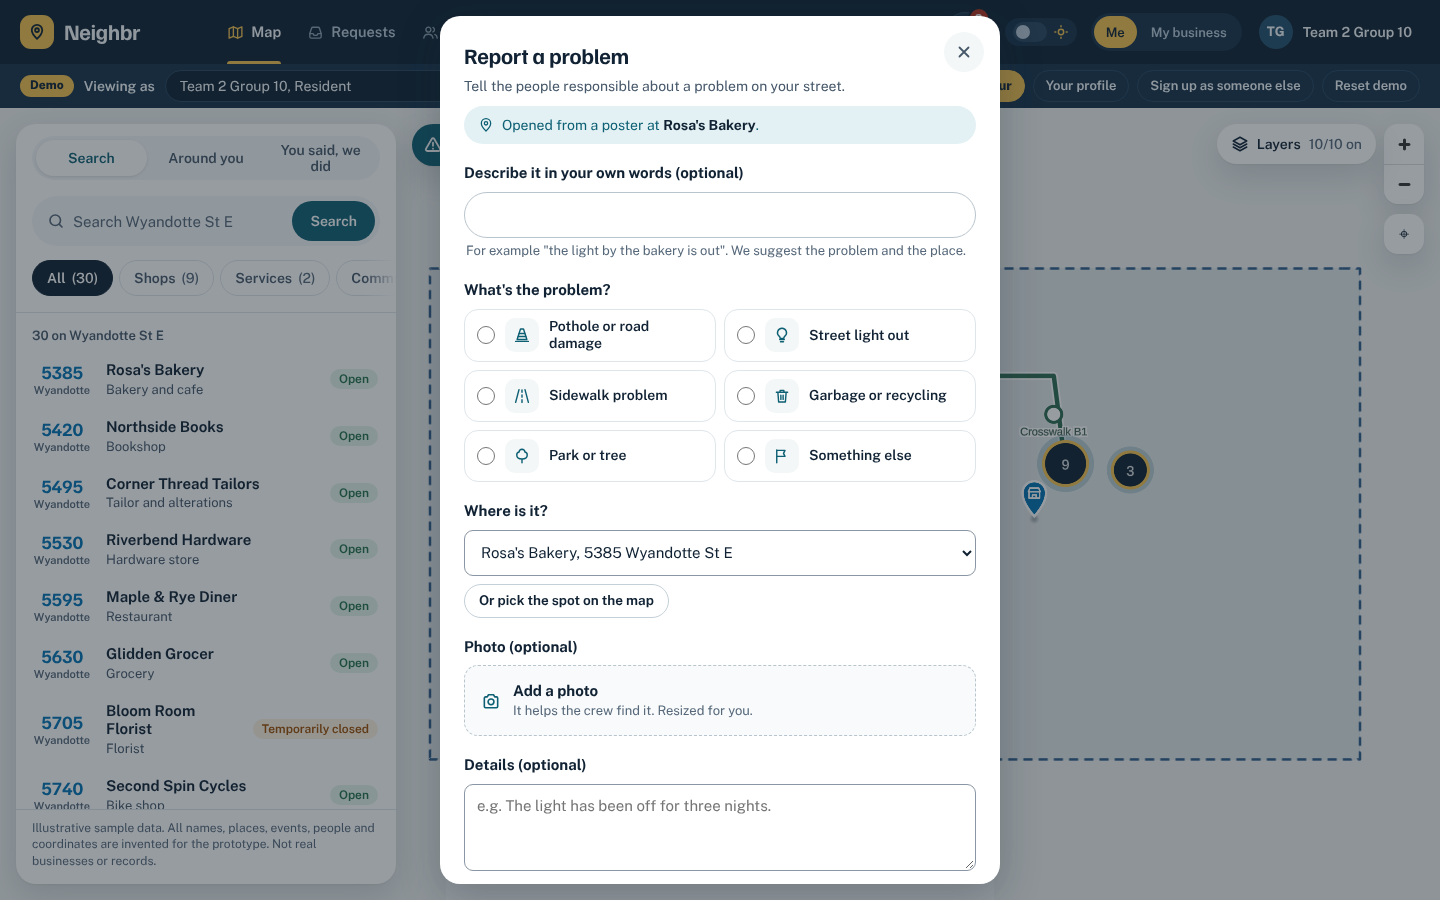 Neighbr
Map
Requests
Me
My business
TG
Team 2 Group 10
Demo
Viewing as
Team 2 Group 10, Resident
Your profile
Sign up as someone else
Reset demo
Search
Around you
You said, we
did
Search Wyandotte St E
Search
All (30)
Shops (9)
Services (2)
30 on Wyandotte St E
5385
Wyandotte
Rosa's Bakery
Bakery and cafe
Open
5420
Wyandotte
Northside Books
Bookshop
Open
5495
Wyandotte
Corner Thread Tailors
Tailor and alterations
Open
5530
Wyandotte
Riverbend Hardware
Hardware store
Open
5595
Wyandotte
Maple & Rye Diner
Restaurant
Open
5630
Wyandotte
Glidden Grocer
Grocery
Open
5705
Wyandotte
Bloom Room
Florist
Florist
Temporarily closed
5740
Wyandotte
Second Spin Cycles
Bike shop
Open
Illustrative sample data. All names, places, events, people and
coordinates are invented for the prototype. Not real
businesses or records.
Report a problem
Tell the people responsible about a problem on your street.
Opened from a poster at Rosa's Bakery.
Describe it in your own words (optional)
For example "the light by the bakery is out". We suggest the problem and the place.
What's the problem?
Pothole or road
damage
Street light out
Sidewalk problem
Garbage or recycling
Park or tree
Something else
Where is it?
Rosa's Bakery, 5385 Wyandotte St E
Or pick the spot on the map
Photo (optional)
Add a photo
It helps the crew find it. Resized for you.
Details (optional)
e.g. The light has been off for three nights.
Layers 10/10 on
+
−
Crosswalk B1
9
3